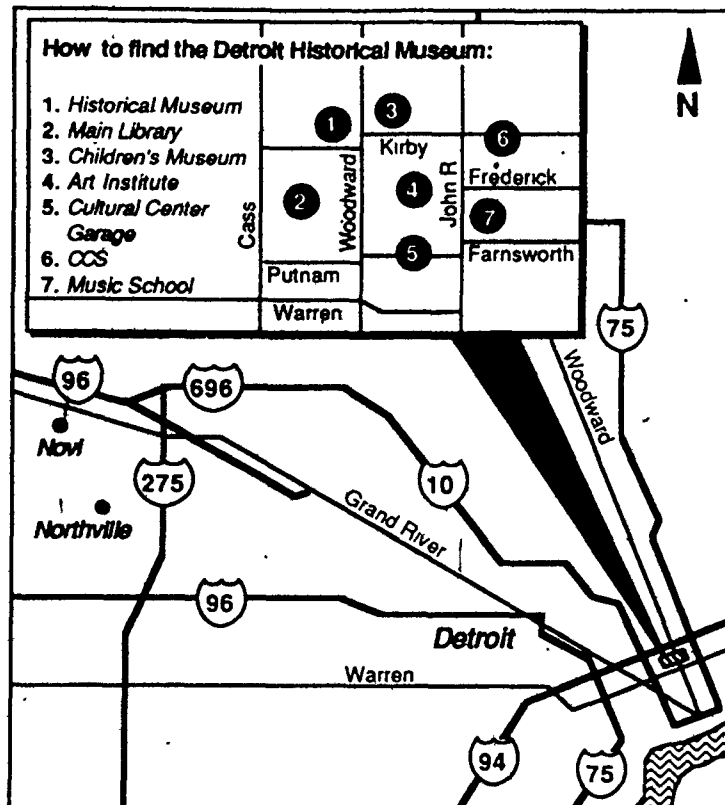 How to find the Detroit Historical Museum:
1. Historical Museum
2. Main Library
3. Children's Museum
4. Art Institute
5. Cultural Center
Garage
6. CCS
7. Music School
Cass
Woodward
John R
Kirby
Frederick
Farnsworth
Putnam
Warren
1
2
3
4
5
6
7
N
75
Woodward
96
696
Novi
275
10
Northville
Grand River
96
Detroit
Warren
94
75